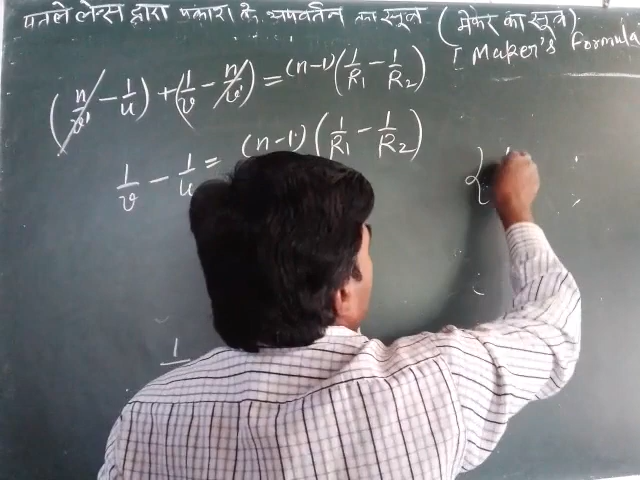 पतले लेन्स द्वारा प्रकाश के अपवर्तन का सूत्र ( मेकर का सूत्र )
[ Maker's Formula
(n/v' - 1/u) + (1/v - n/v') = (n-1) (1/R1 - 1/R2)
1/v - 1/u = (n-1) (1/R1 - 1/R2)
{
1